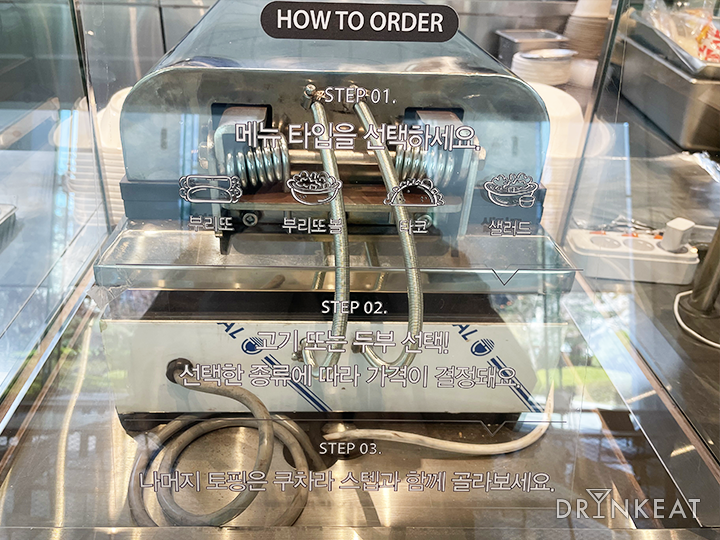 HOW TO ORDER
STEP 01.
메뉴 타입을 선택하세요.
부리또 부리또볼 타코 샐러드
STEP 02.
고기 또는 두부 선택!
선택한 종류에 따라 가격이 결정돼요.
STEP 03.
나머지 토핑은 쿠차라 스텝과 함께 골라보세요.
DRINKEAT